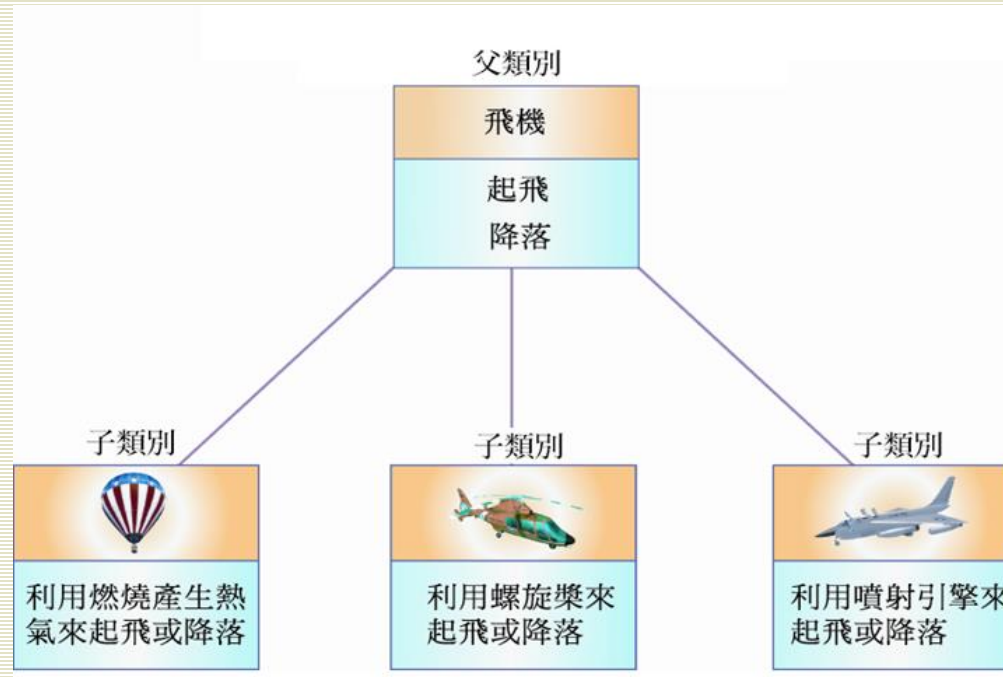 父類別
飛機
起飛
降落
子類別
利用燃燒產生熱
氣來起飛或降落
子類別
利用螺旋槳來
起飛或降落
子類別
利用噴射引擎來
起飛或降落